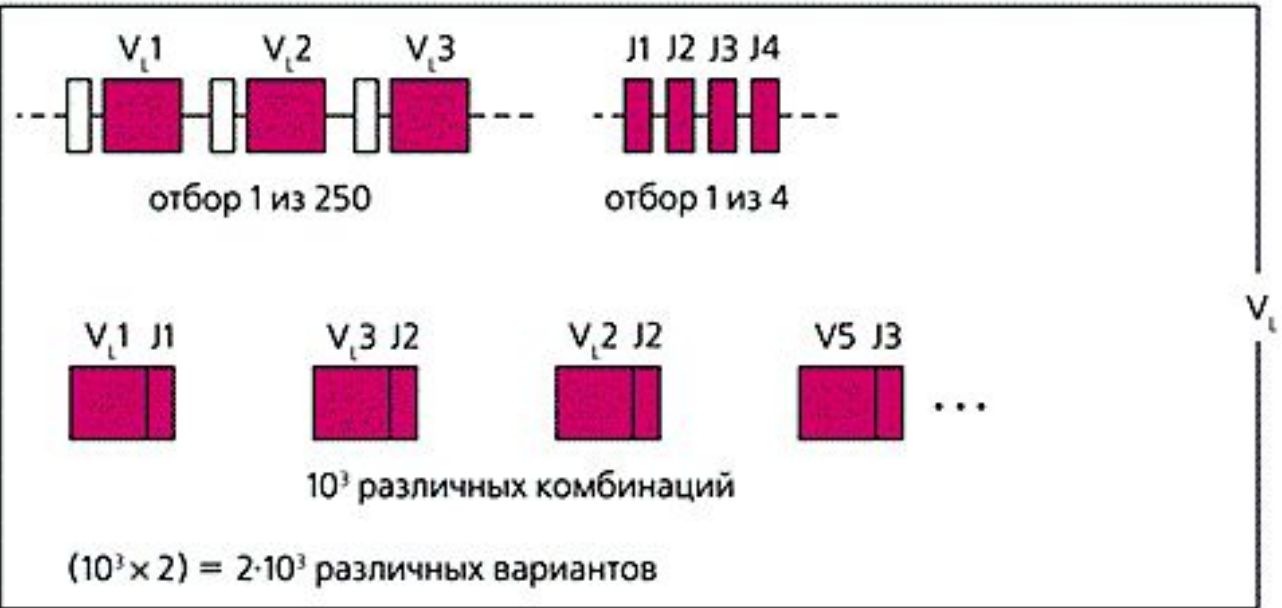 V_L1 V_L2 V_L3 J1 J2 J3 J4
отбор 1 из 250 отбор 1 из 4
V_L
V_L1 J1 V_L3 J2 V_L2 J2 V5 J3 ...
10³ различных комбинаций
(10³ × 2) = 2·10³ различных вариантов